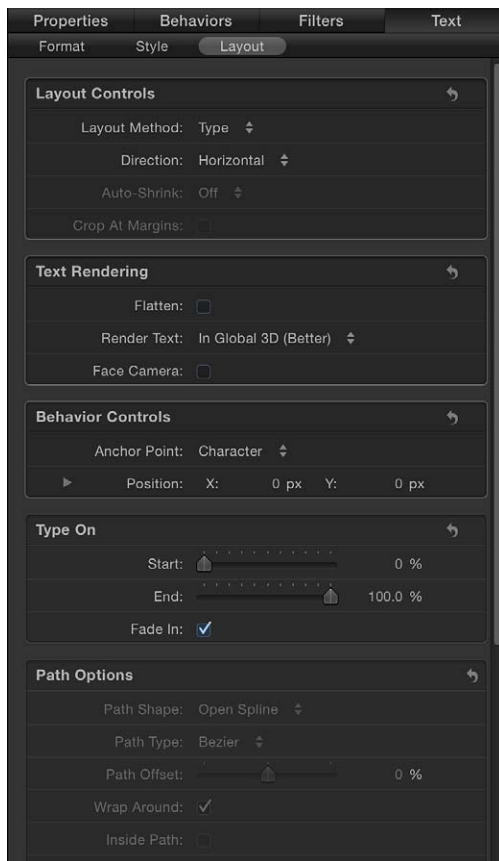 Properties Behaviors Filters Text
Format Style Layout
Layout Controls
Layout Method: Type
Direction: Horizontal
Auto-Shrink: Off
Crop At Margins:
Text Rendering
Flatten:
Render Text: In Global 3D (Better)
Face Camera:
Behavior Controls
Anchor Point: Character
Position: X: 0 px Y: 0 px
Type On
Start: 0 %
End: 100.0 %
Fade In:
Path Options
Path Shape: Open Spline
Path Type: Bezier
Path Offset: 0 %
Wrap Around:
Inside Path: